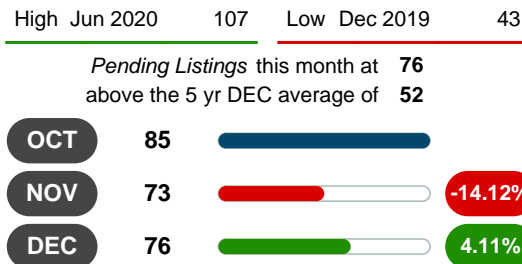 High Jun 2020 107 Low Dec 2019 43
Pending Listings this month at 76
above the 5 yr DEC average of 52
OCT 85
NOV 73 -14.12%
DEC 76 4.11%